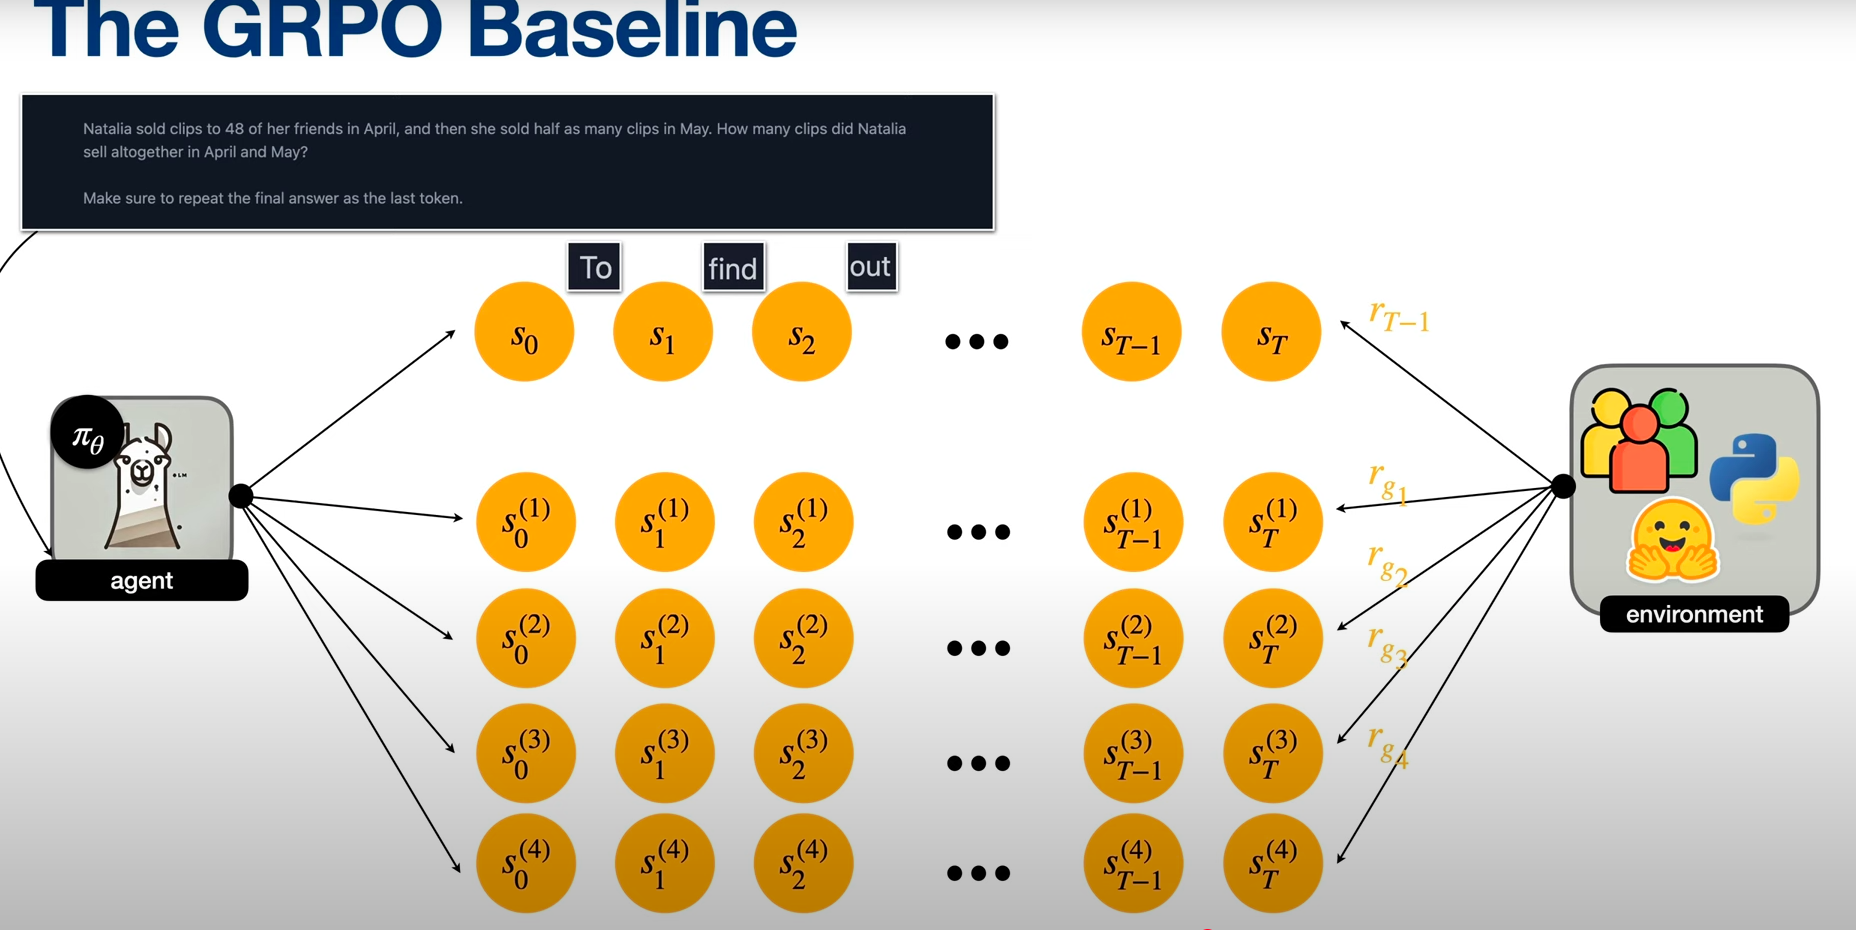 The GRPO Baseline
Natalia sold clips to 48 of her friends in April, and then she sold half as many clips in May. How many clips did Natalia
sell altogether in April and May?
Make sure to repeat the final answer as the last token.
To find out
s_0 s_1 s_2 ••• s_{T−1} s_T r_{T−1}
π_θ
•LM
agent
s_0^{(1)} s_1^{(1)} s_2^{(1)} ••• s_{T−1}^{(1)} s_T^{(1)} r_{g_1}
s_0^{(2)} s_1^{(2)} s_2^{(2)} ••• s_{T−1}^{(2)} s_T^{(2)} r_{g_2}
s_0^{(3)} s_1^{(3)} s_2^{(3)} ••• s_{T−1}^{(3)} s_T^{(3)} r_{g_3}
s_0^{(4)} s_1^{(4)} s_2^{(4)} ••• s_{T−1}^{(4)} s_T^{(4)} r_{g_4}
environment